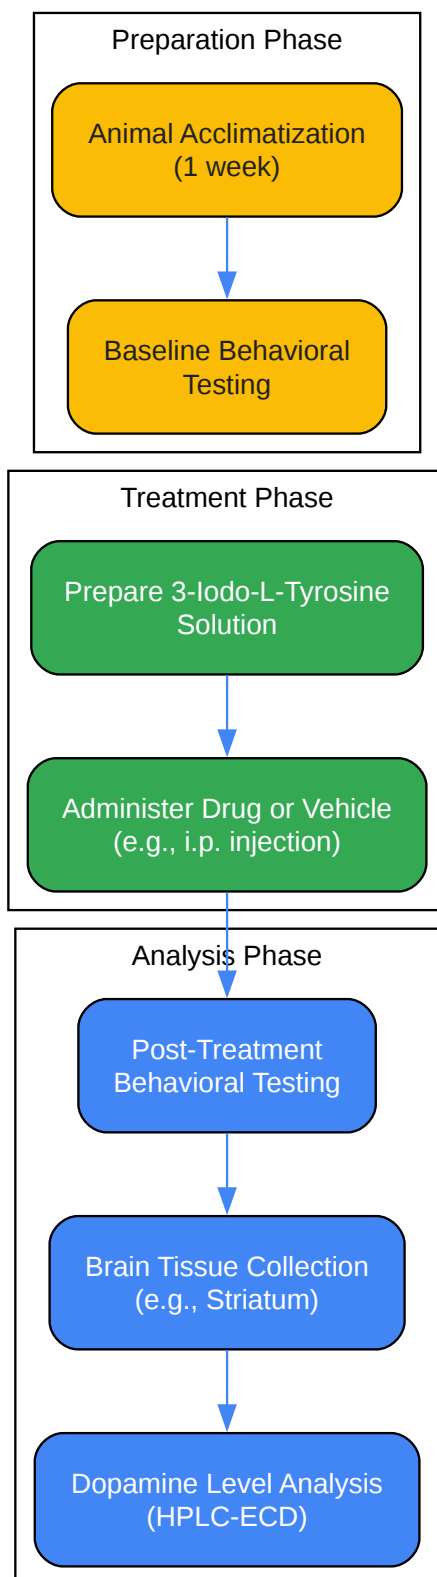 Preparation Phase
Animal Acclimatization
(1 week)
Baseline Behavioral
Testing
Treatment Phase
Prepare 3-Iodo-L-Tyrosine
Solution
Administer Drug or Vehicle
(e.g., i.p. injection)
Analysis Phase
Post-Treatment
Behavioral Testing
Brain Tissue Collection
(e.g., Striatum)
Dopamine Level Analysis
(HPLC-ECD)